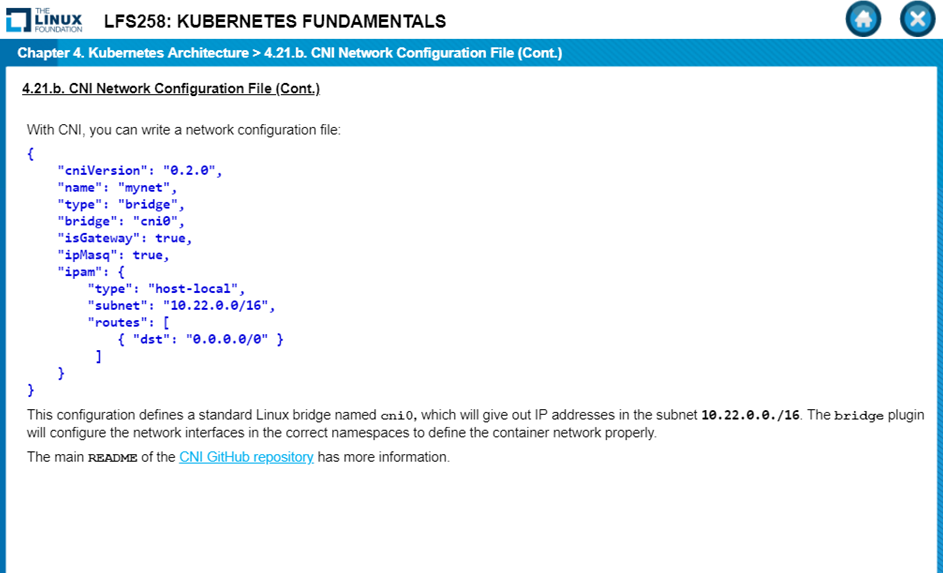 THE
LINUX
FOUNDATION
LFS258: KUBERNETES FUNDAMENTALS
Chapter 4. Kubernetes Architecture > 4.21.b. CNI Network Configuration File (Cont.)
4.21.b. CNI Network Configuration File (Cont.)
With CNI, you can write a network configuration file:
{
    "cniVersion": "0.2.0",
    "name": "mynet",
    "type": "bridge",
    "bridge": "cni0",
    "isGateway": true,
    "ipMasq": true,
    "ipam": {
        "type": "host-local",
        "subnet": "10.22.0.0/16",
        "routes": [
            { "dst": "0.0.0.0/0" }
         ]
    }
}
This configuration defines a standard Linux bridge named cni0, which will give out IP addresses in the subnet 10.22.0.0./16. The bridge plugin
will configure the network interfaces in the correct namespaces to define the container network properly.
The main README of the CNI GitHub repository has more information.